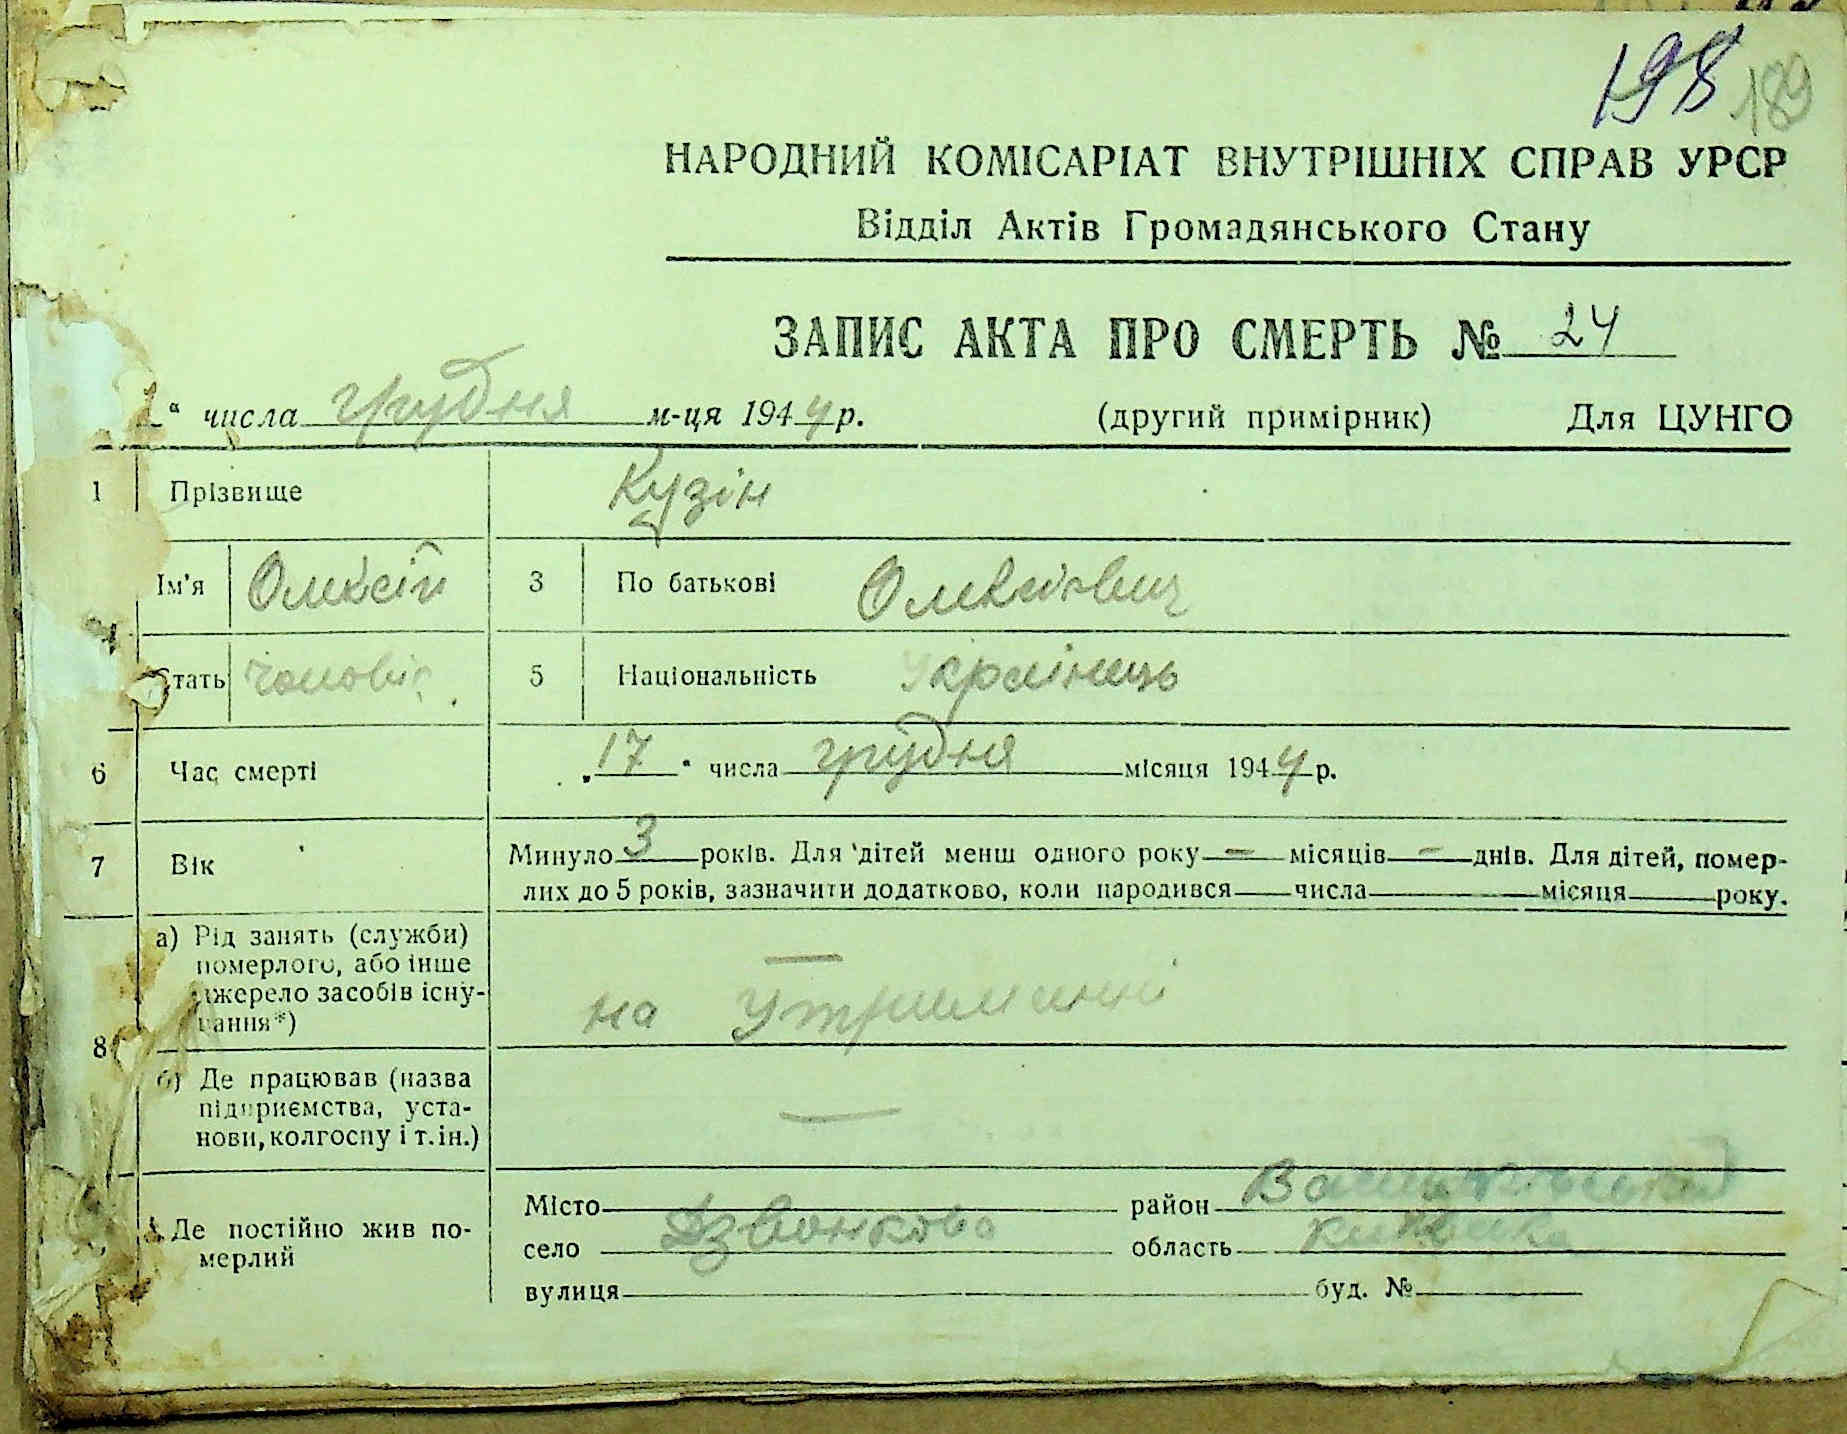 198 189
НАРОДНИЙ КОМІСАРІАТ ВНУТРІШНІХ СПРАВ УРСР
Відділ Актів Громадянського Стану
ЗАПИС АКТА ПРО СМЕРТЬ № 24
“ числа грудня м-ця 1944 р. (другий примірник) Для ЦУНГО
1 Прізвище Кузін
Ім'я Олексій 3 По батькові Олексійович
Стать чоловік 5 Національність Українець
6 Час смерті „17“ числа грудня місяця 1944 р.
7 Вік Минуло 3 років. Для дітей менш одного року — місяців — днів. Для дітей, помер-
лих до 5 років, зазначити додатково, коли народився числа місяця року.
8 а) Рід занять (служби)
померлого, або інше
джерело засобів існу-
вання*)
—
на утриманні
б) Де працював (назва
підприємства, уста-
нови, колгоспу і т. ін.)
—
Де постійно жив по-
мерлий
Місто район Васильківський
село Дзвонкова область Київська
вулиця буд. №